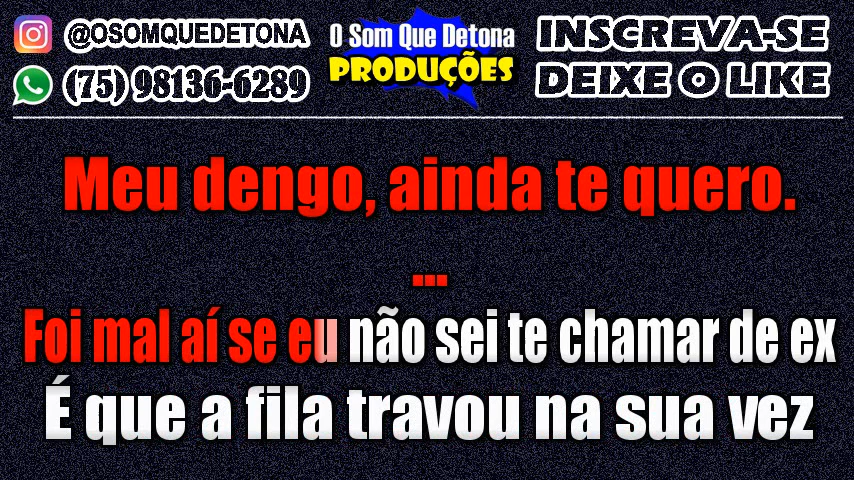 @OSOMQUEDETONA
(75) 98136-6289
O Som Que Detona
PRODUÇÕES
INSCREVA-SE
DEIXE O LIKE
Meu dengo, ainda te quero.
...
Foi mal aí se eu não sei te chamar de ex
É que a fila travou na sua vez